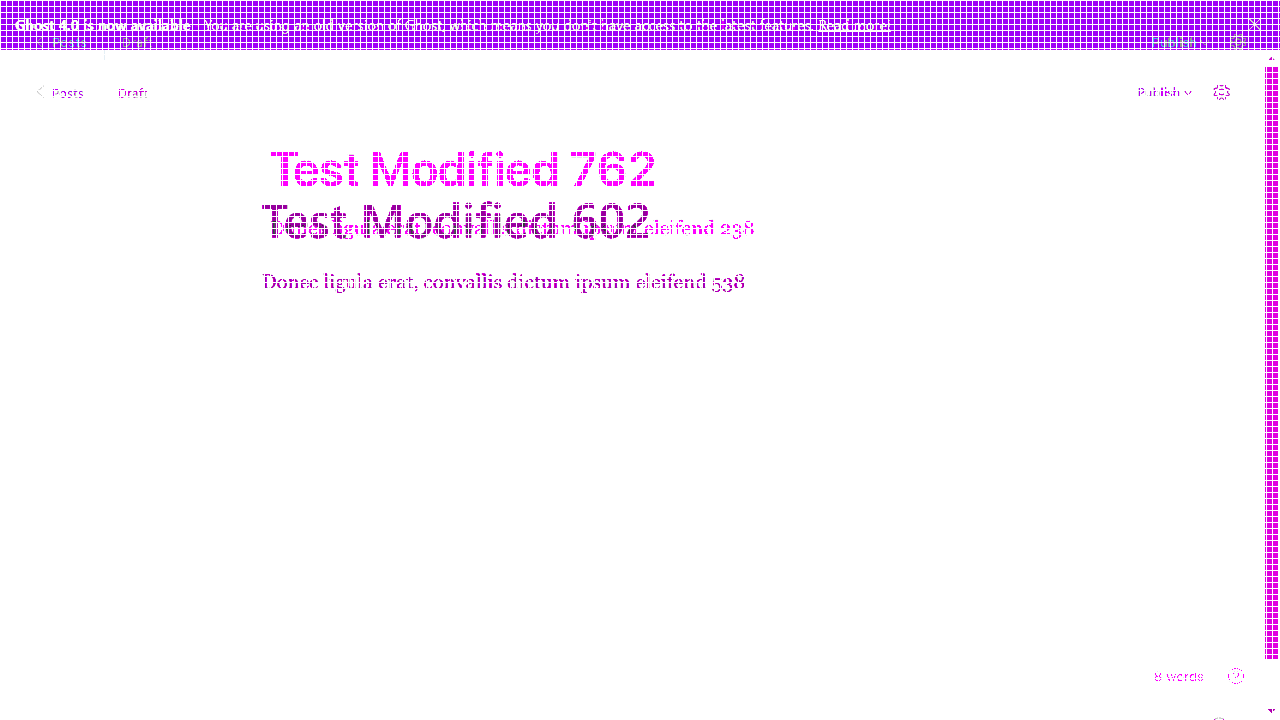 Ghost 4.0 is now available You are using an old version of Ghost, which means you don't have access to the latest features. Read more.
Publish
Posts Draft Publish
Test Modified 762
Test Modified 602
eleifend 238
Donec ligula erat, convallis dictum ipsum eleifend 538
8 words